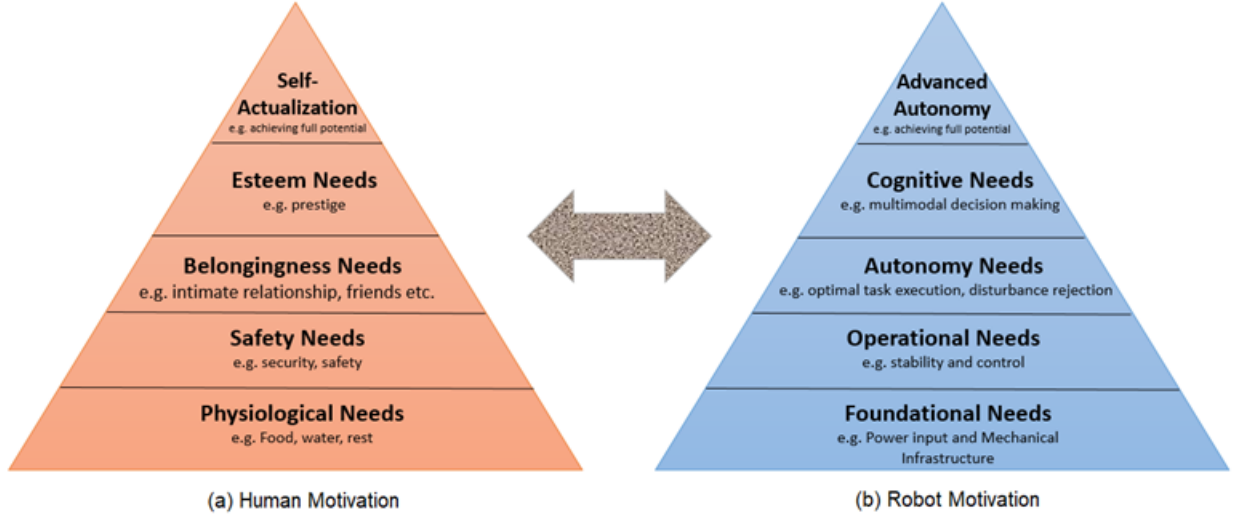 Self-
Actualization
e.g. achieving full potential
Esteem Needs
e.g. prestige
Belongingness Needs
e.g. intimate relationship, friends etc.
Safety Needs
e.g. security, safety
Physiological Needs
e.g. Food, water, rest
(a) Human Motivation
Advanced
Autonomy
e.g. achieving full potential
Cognitive Needs
e.g. multimodal decision making
Autonomy Needs
e.g. optimal task execution, disturbance rejection
Operational Needs
e.g. stability and control
Foundational Needs
e.g. Power input and Mechanical
Infrastructure
(b) Robot Motivation